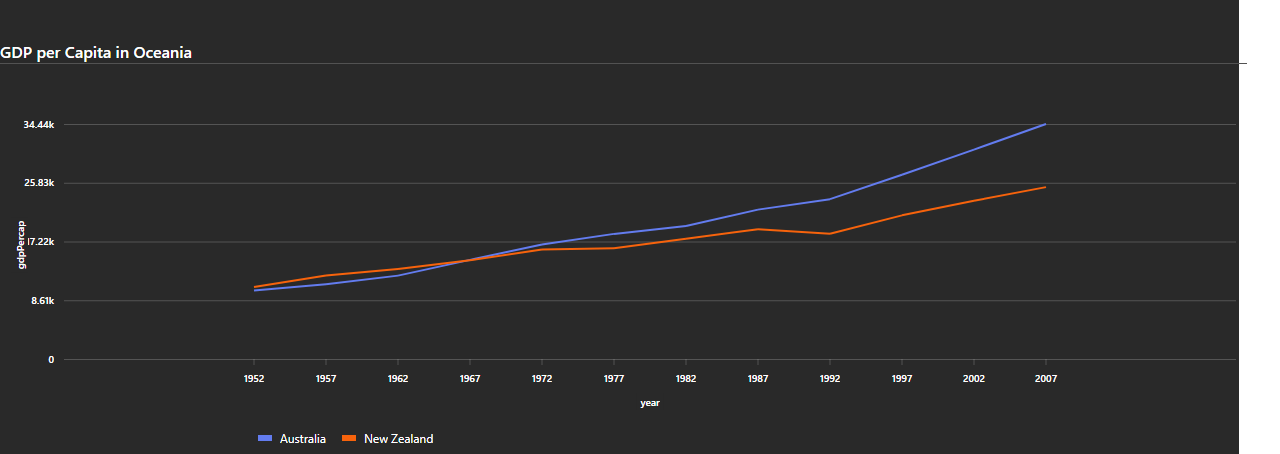 GDP per Capita in Oceania
34.44k
25.83k
17.22k
8.61k
0
gdpPercap
1952 1957 1962 1967 1972 1977 1982 1987 1992 1997 2002 2007
year
Australia New Zealand